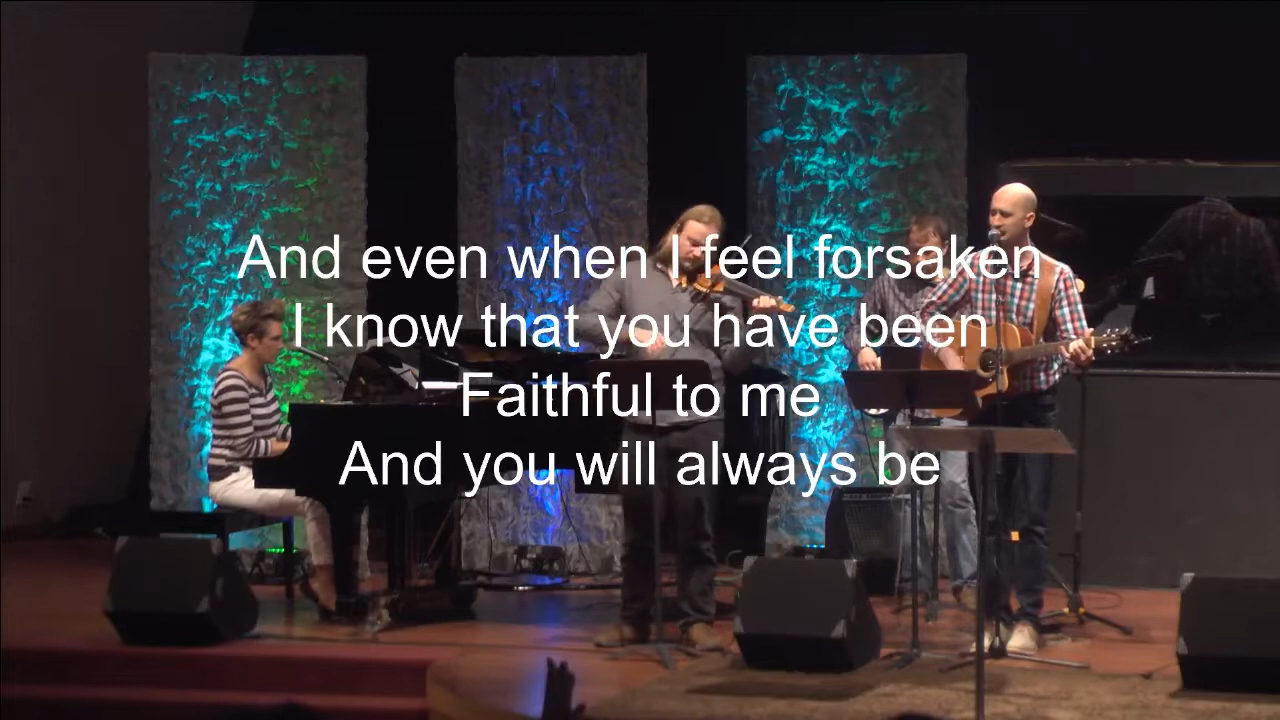 And even when I feel forsaken
I know that you have been
Faithful to me
And you will always be